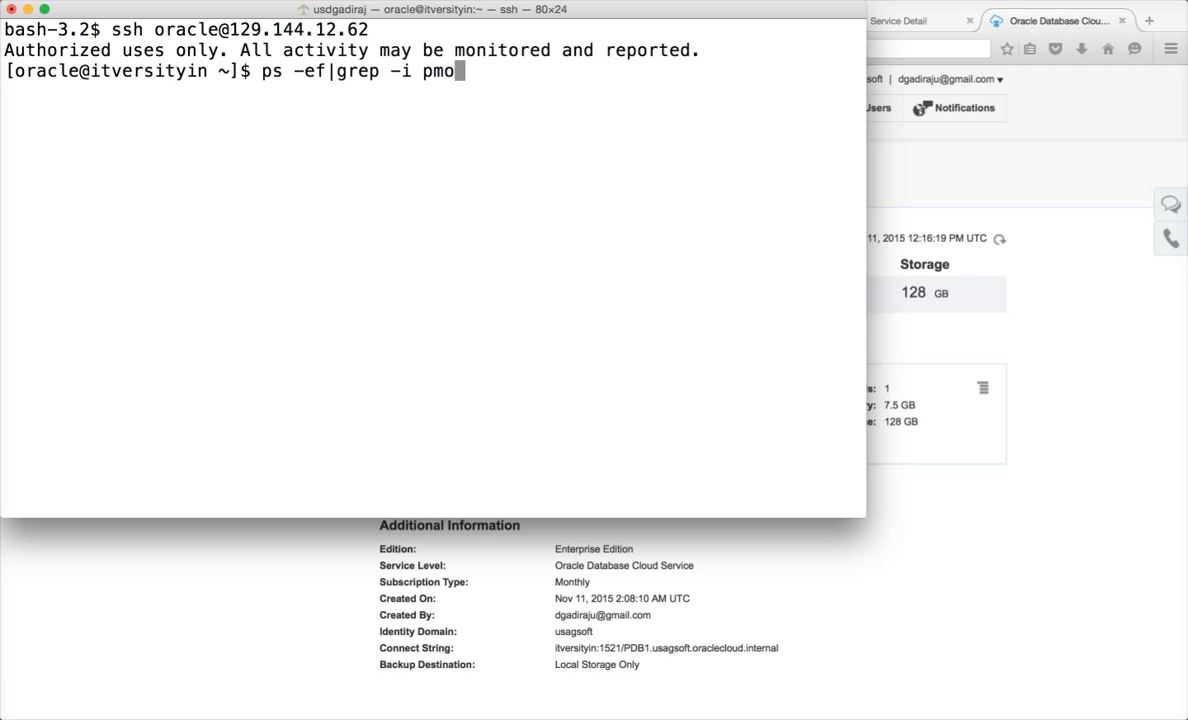 usdgadiraj — oracle@itversityin:~ — ssh — 80×24
bash-3.2$ ssh oracle@129.144.12.62
Authorized uses only. All activity may be monitored and reported.
[oracle@itversityin ~]$ ps -ef|grep -i pmo
Service Detail
Oracle Database Clou...
soft | dgadiraju@gmail.com
Users
Notifications
11, 2015 12:16:19 PM UTC
Storage
128 GB
s: 1
y: 7.5 GB
e: 128 GB
Additional Information
Edition: Enterprise Edition
Service Level: Oracle Database Cloud Service
Subscription Type: Monthly
Created On: Nov 11, 2015 2:08:10 AM UTC
Created By: dgadiraju@gmail.com
Identity Domain: usagsoft
Connect String: itversityin:1521/PDB1.usagsoft.oraclecloud.internal
Backup Destination: Local Storage Only